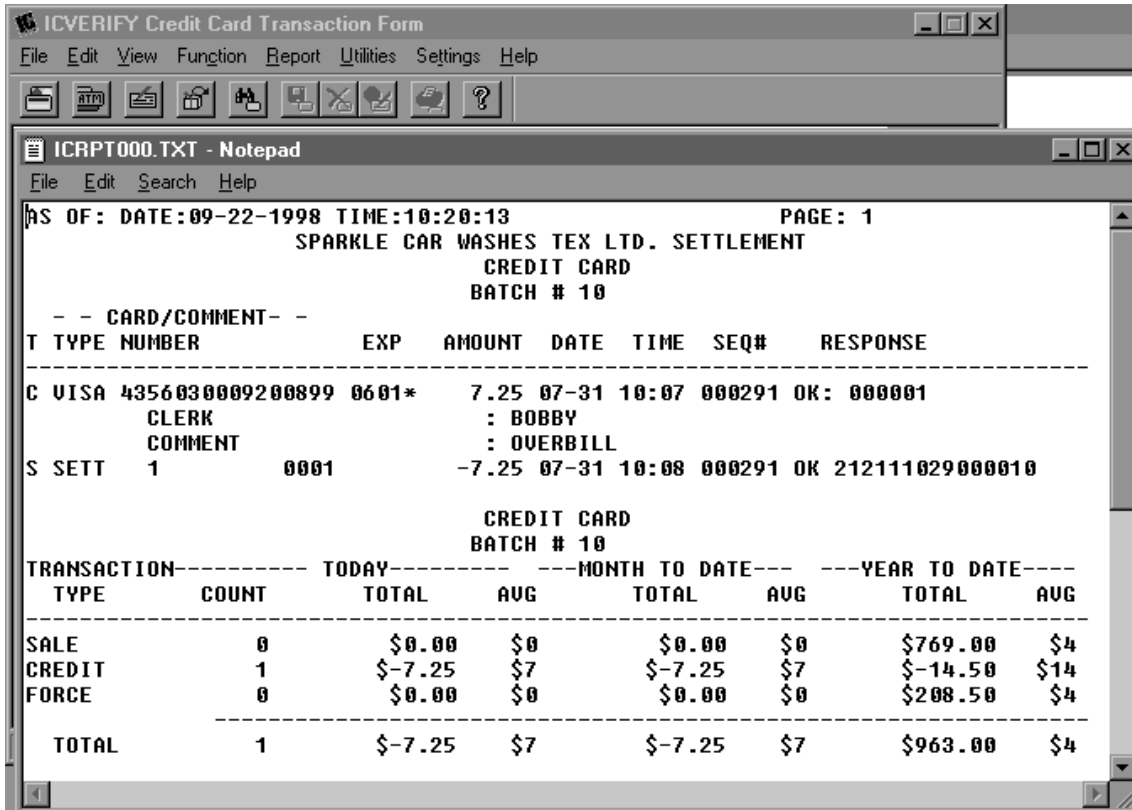 ICVERIFY Credit Card Transaction Form
File Edit View Function Report Utilities Settings Help
ATM
ICRPT000.TXT - Notepad
File Edit Search Help
AS OF: DATE:09-22-1998 TIME:10:20:13 PAGE: 1
SPARKLE CAR WASHES TEX LTD. SETTLEMENT
CREDIT CARD
BATCH # 10
- - CARD/COMMENT- -
T TYPE NUMBER EXP AMOUNT DATE TIME SEQ# RESPONSE
C VISA 4356030009200899 0601* 7.25 07-31 10:07 000291 OK: 000001
CLERK : BOBBY
COMMENT : OVERBILL
S SETT 1 0001 -7.25 07-31 10:08 000291 OK 212111029000010
CREDIT CARD
BATCH # 10
TRANSACTION---------- TODAY--------- ---MONTH TO DATE--- ---YEAR TO DATE----
TYPE COUNT TOTAL AVG TOTAL AVG TOTAL AVG
SALE 0 $0.00 $0 $0.00 $0 $769.00 $4
CREDIT 1 $-7.25 $7 $-7.25 $7 $-14.50 $14
FORCE 0 $0.00 $0 $0.00 $0 $208.50 $4
TOTAL 1 $-7.25 $7 $-7.25 $7 $963.00 $4